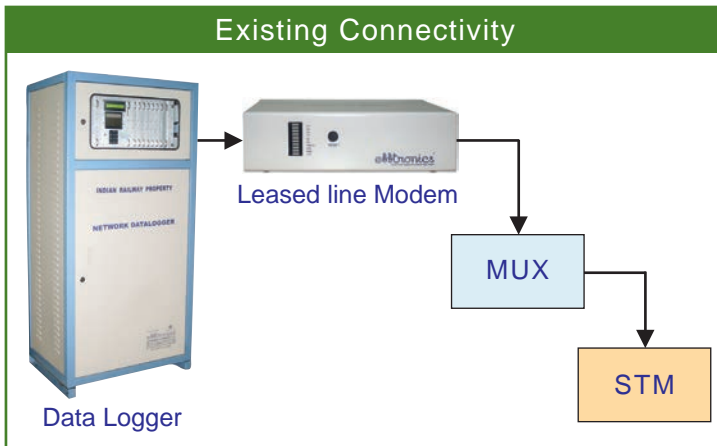 Existing Connectivity
INDIAN RAILWAY PROPERTY
NETWORK DATALOGGER
Leased line Modem
MUX
STM
Data Logger